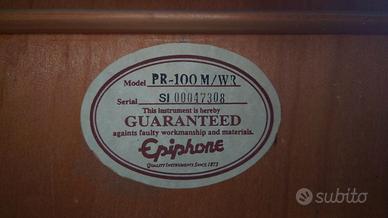 Model PR-100 M/WR
Serial SI 00047308
This instrument is hereby
GUARANTEED
againts faulty workmanship and materials.
Epiphone
QUALITY INSTRUMENTS SINCE 1873
subito